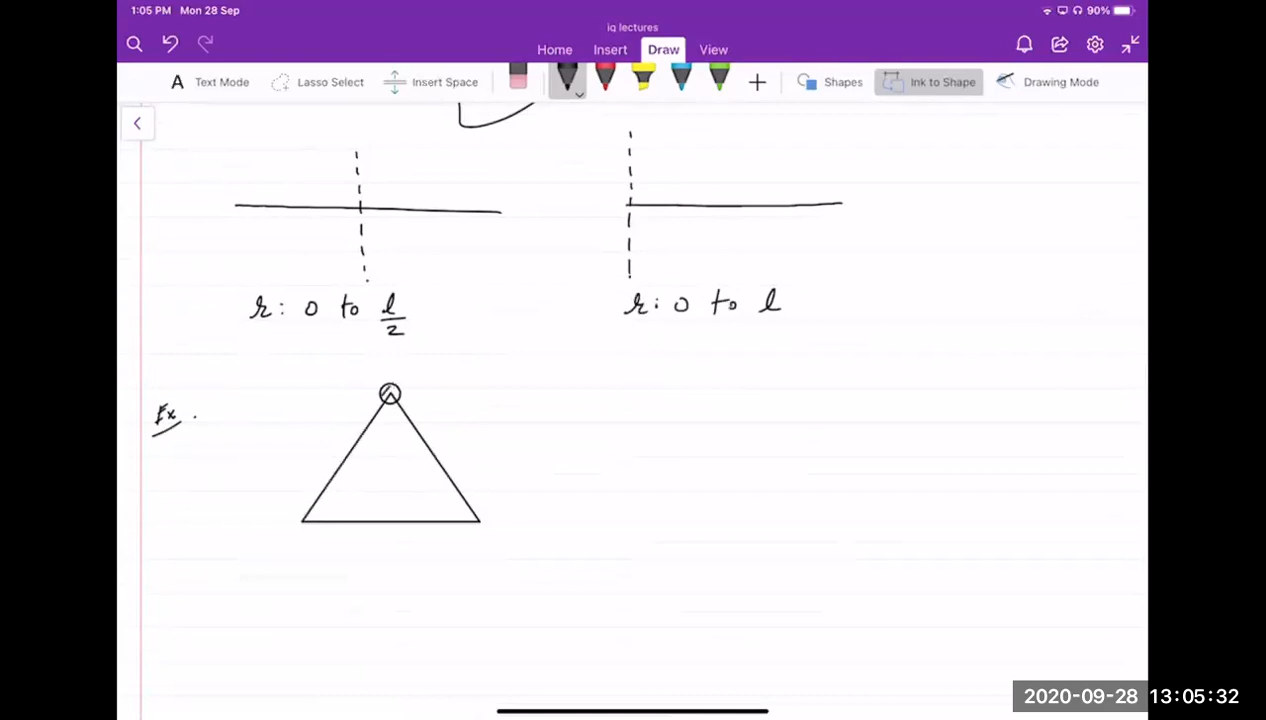 1:05 PM Mon 28 Sep 90%
iq lectures
Home Insert Draw View
Text Mode Lasso Select Insert Space Shapes Ink to Shape Drawing Mode
r: 0 to l/2 r: 0 to l
Ex.
2020-09-28 13:05:32